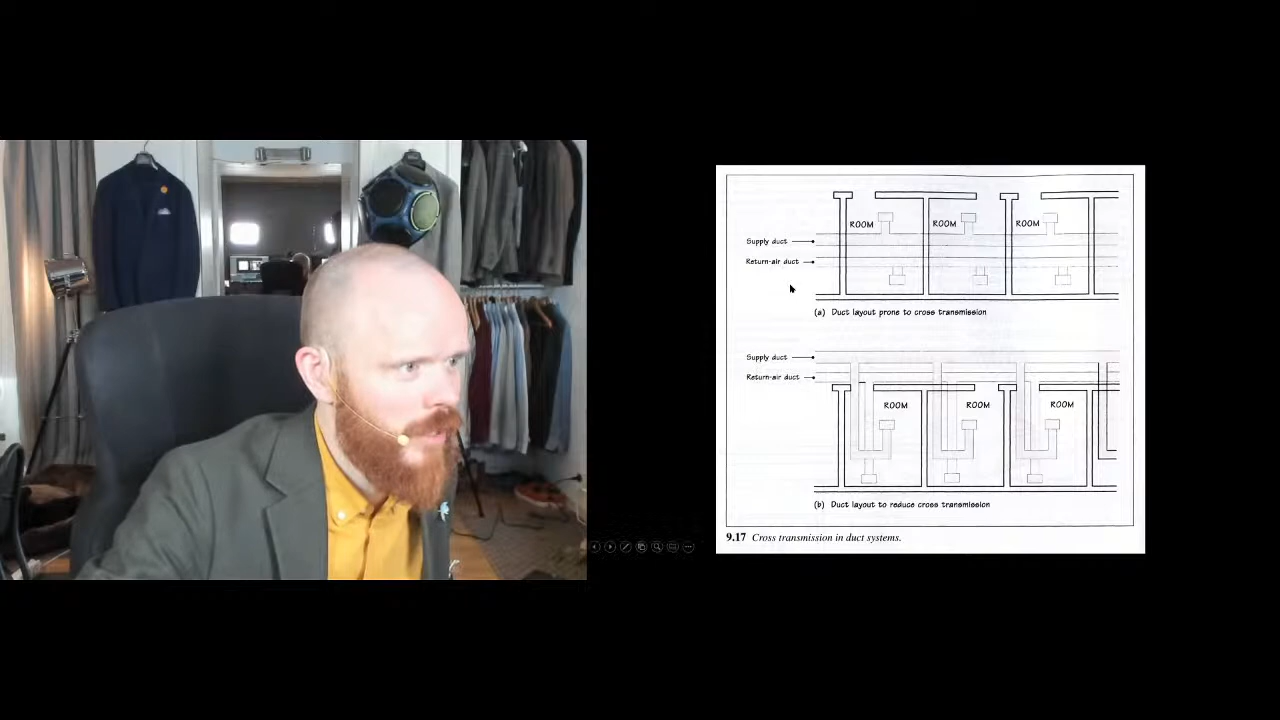 ROOM ROOM ROOM
Supply duct
Return-air duct
(a) Duct layout prone to cross transmission
Supply duct
Return-air duct
ROOM ROOM ROOM
(b) Duct layout to reduce cross transmission
9.17 Cross transmission in duct systems.